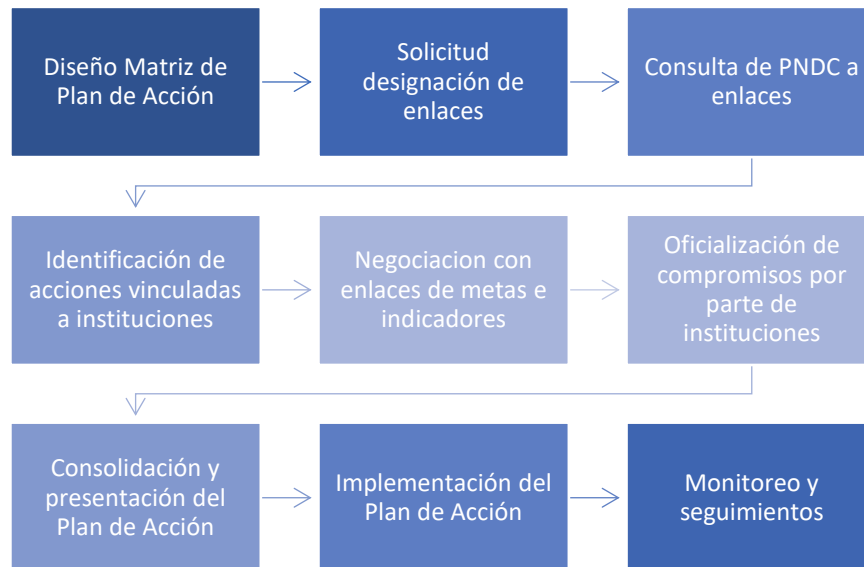 Diseño Matriz de
Plan de Acción
Solicitud
designación de
enlaces
Consulta de PNDC a
enlaces
Identificación de
acciones vinculadas
a instituciones
Negociacion con
enlaces de metas e
indicadores
Oficialización de
compromisos por
parte de
instituciones
Consolidación y
presentación del
Plan de Acción
Implementación del
Plan de Acción
Monitoreo y
seguimientos